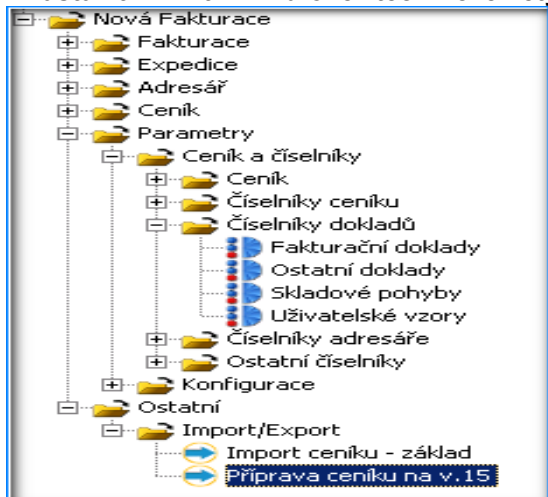 Nová Fakturace
Fakturace
Expedice
Adresář
Ceník
Parametry
Ceník a číselníky
Ceník
Číselníky ceníku
Číselníky dokladů
Fakturační doklady
Ostatní doklady
Skladové pohyby
Uživatelské vzory
Číselníky adresáře
Ostatní číselníky
Konfigurace
Ostatní
Import/Export
Import ceníku - základ
Příprava ceníku na v.15